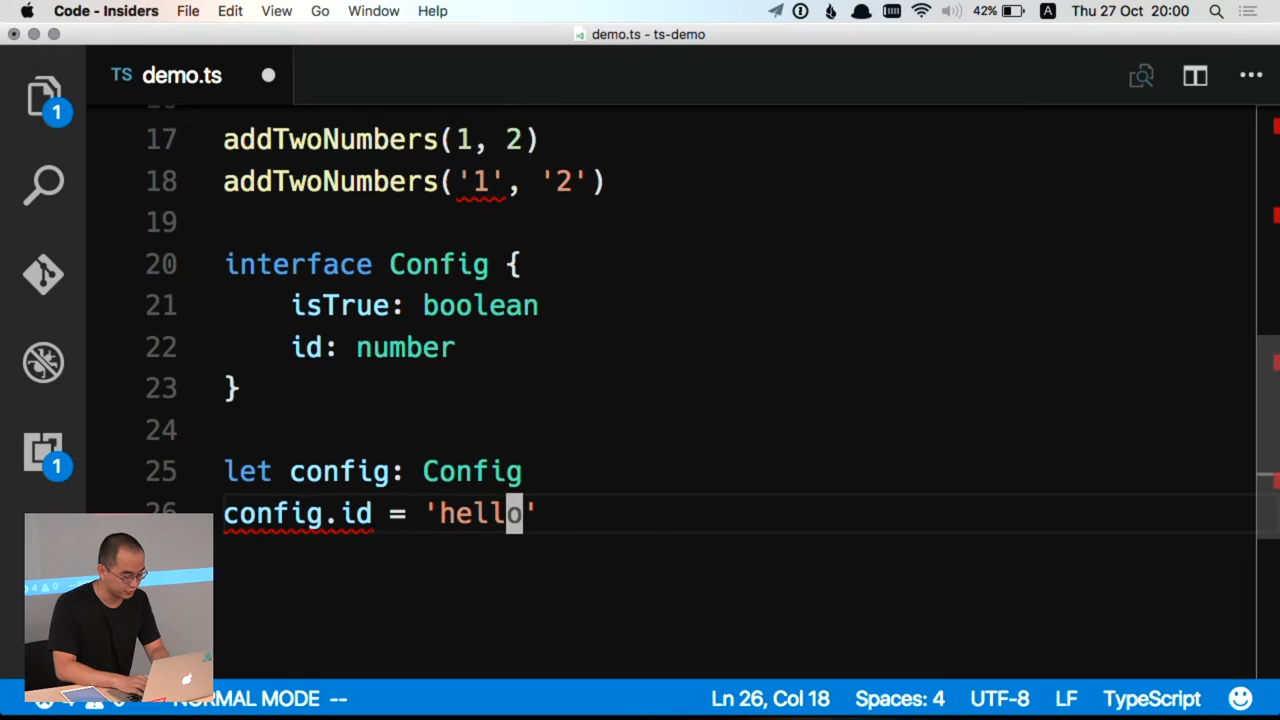 Code - Insiders File Edit View Go Window Help 42% A Thu 27 Oct 20:00
demo.ts - ts-demo
TS demo.ts
1
17 addTwoNumbers(1, 2)
18 addTwoNumbers('1', '2')
19
20 interface Config {
21 isTrue: boolean
22 id: number
23 }
24
25 let config: Config
1
config.id = 'hello'
NORMAL MODE -- Ln 26, Col 18 Spaces: 4 UTF-8 LF TypeScript